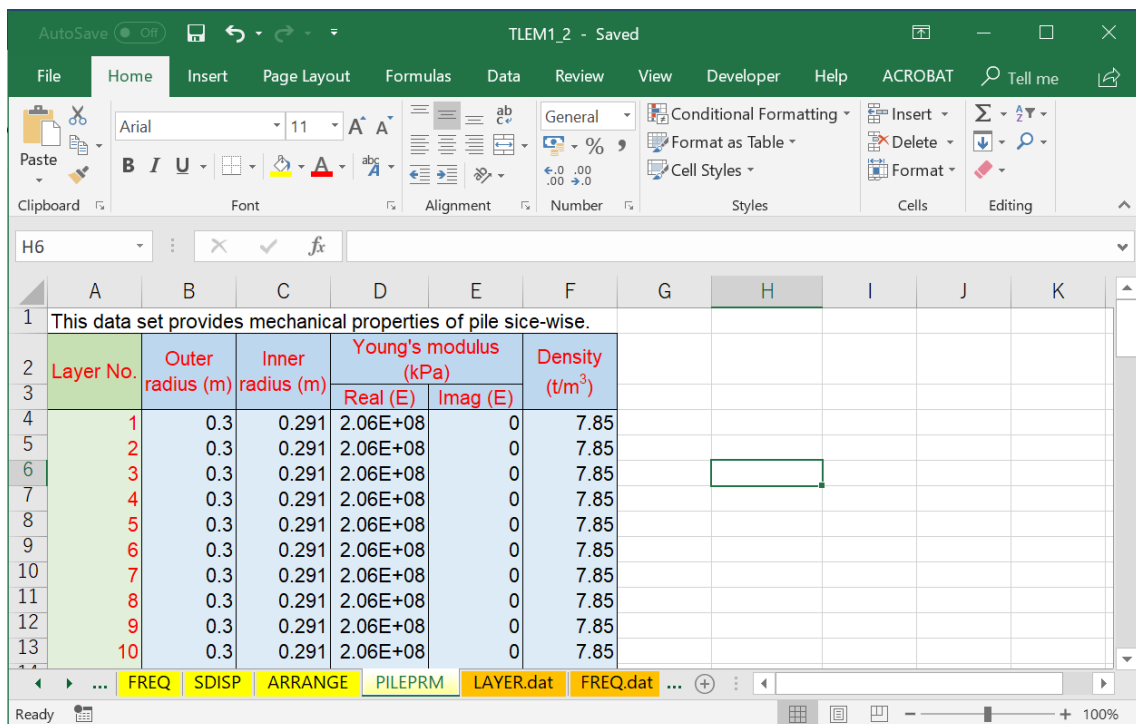 AutoSave Off TLEM1_2 - Saved
File Home Insert Page Layout Formulas Data Review View Developer Help ACROBAT Tell me
Paste
Arial 11 A A
B I U A abc A
ab c
General
% 9
.0 .00 .00 .0
Conditional Formatting
Format as Table
Cell Styles
Insert
Delete
Format
Σ A Z
Clipboard Font Alignment Number Styles Cells Editing
H6 fx
A B C D E F G H I J K
1 This data set provides mechanical properties of pile sice-wise.
2 Layer No. Outer radius (m) Inner radius (m) Young's modulus (kPa) Density (t/m³)
3 Real (E) Imag (E)
4 1 0.3 0.291 2.06E+08 0 7.85
5 2 0.3 0.291 2.06E+08 0 7.85
6 3 0.3 0.291 2.06E+08 0 7.85
7 4 0.3 0.291 2.06E+08 0 7.85
8 5 0.3 0.291 2.06E+08 0 7.85
9 6 0.3 0.291 2.06E+08 0 7.85
10 7 0.3 0.291 2.06E+08 0 7.85
11 8 0.3 0.291 2.06E+08 0 7.85
12 9 0.3 0.291 2.06E+08 0 7.85
13 10 0.3 0.291 2.06E+08 0 7.85
... FREQ SDISP ARRANGE PILEPRM LAYER.dat FREQ.dat ...
Ready 100%